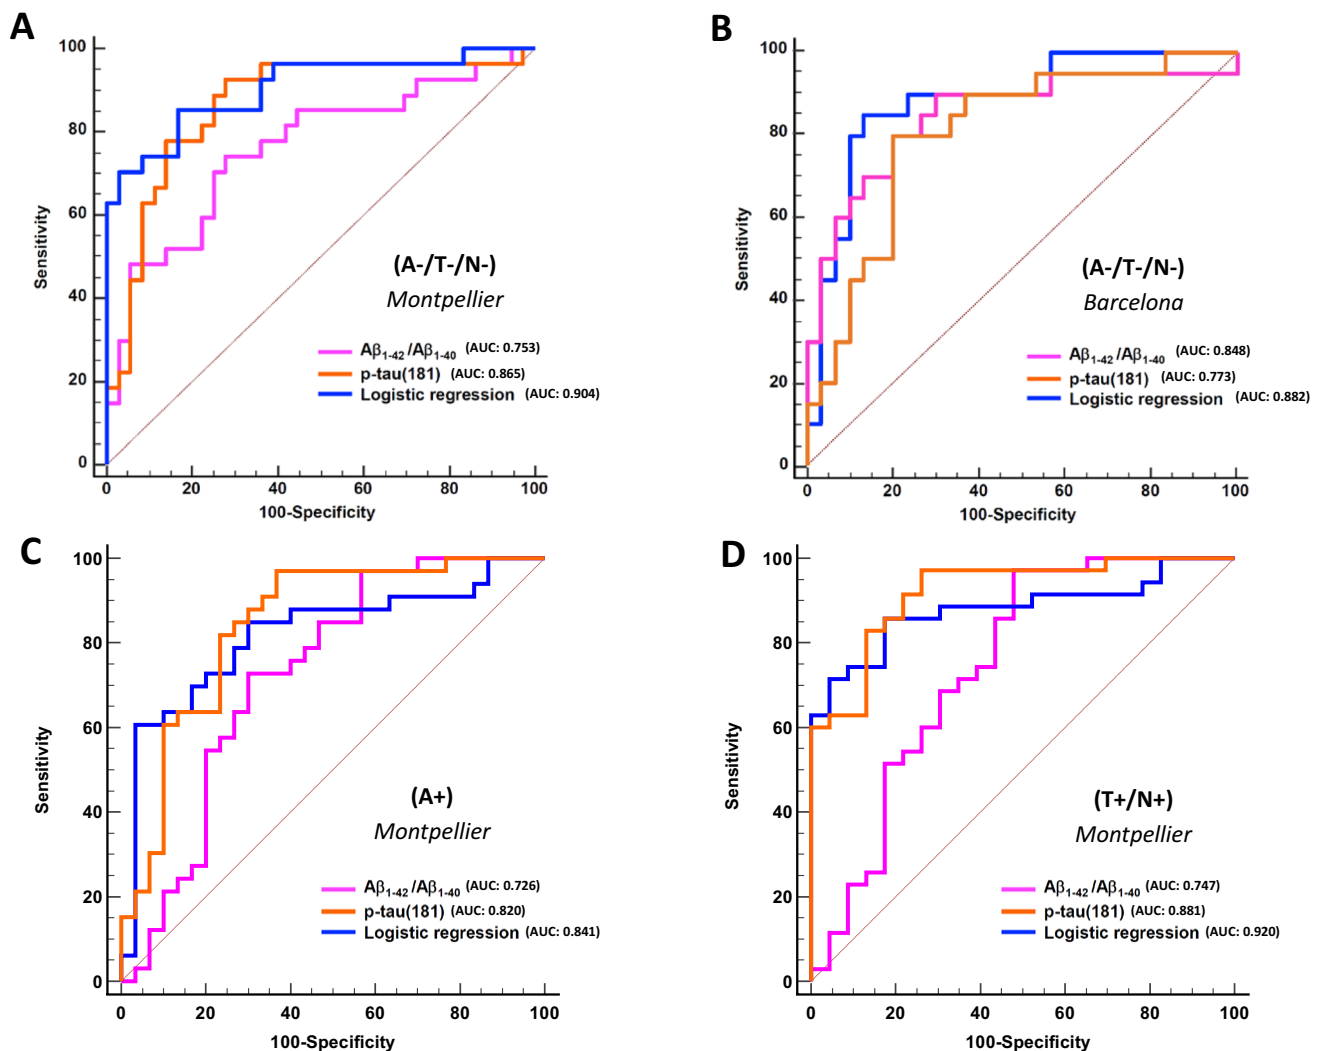 A
100
80
60
40
20
0
Sensitivity
0 20 40 60 80 100
100-Specificity
(A-/T-/N-)
Montpellier
Aβ1-42/Aβ1-40 (AUC: 0.753)
p-tau(181) (AUC: 0.865)
Logistic regression (AUC: 0.904)
B
100
80
60
40
20
0
Sensitivity
0 20 40 60 80 100
100-Specificity
(A-/T-/N-)
Barcelona
Aβ1-42/Aβ1-40 (AUC: 0.848)
p-tau(181) (AUC: 0.773)
Logistic regression (AUC: 0.882)
C
100
80
60
40
20
0
Sensitivity
0 20 40 60 80 100
100-Specificity
(A+)
Montpellier
Aβ1-42/Aβ1-40 (AUC: 0.726)
p-tau(181) (AUC: 0.820)
Logistic regression (AUC: 0.841)
D
100
80
60
40
20
0
Sensitivity
0 20 40 60 80 100
100-Specificity
(T+/N+)
Montpellier
Aβ1-42/Aβ1-40 (AUC: 0.747)
p-tau(181) (AUC: 0.881)
Logistic regression (AUC: 0.920)